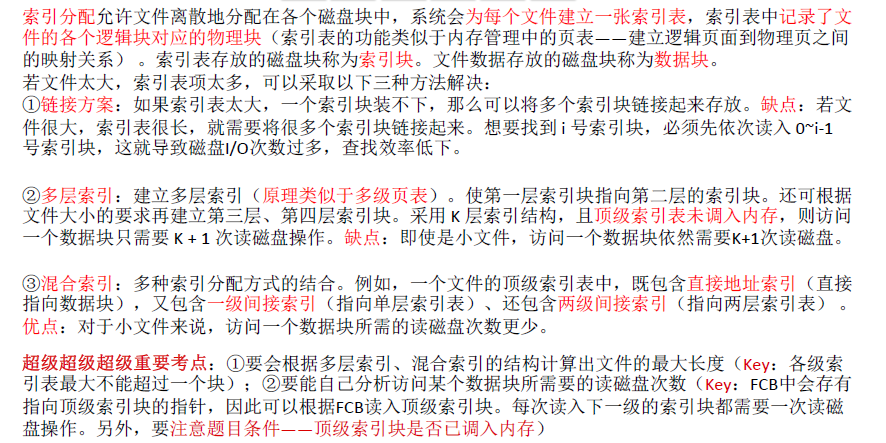 索引分配允许文件离散地分配在各个磁盘块中，系统会为每个文件建立一张索引表，索引表中记录了文
件的各个逻辑块对应的物理块（索引表的功能类似于内存管理中的页表——建立逻辑页面到物理页之间
的映射关系）。索引表存放的磁盘块称为索引块。文件数据存放的磁盘块称为数据块。
若文件太大，索引表项太多，可以采取以下三种方法解决：
①链接方案：如果索引表太大，一个索引块装不下，那么可以将多个索引块链接起来存放。缺点：若文
件很大，索引表很长，就需要将很多个索引块链接起来。想要找到 i 号索引块，必须先依次读入 0~i-1
号索引块，这就导致磁盘I/O次数过多，查找效率低下。
②多层索引：建立多层索引（原理类似于多级页表）。使第一层索引块指向第二层的索引块。还可根据
文件大小的要求再建立第三层、第四层索引块。采用 K 层索引结构，且顶级索引表未调入内存，则访问
一个数据块只需要 K + 1 次读磁盘操作。缺点：即使是小文件，访问一个数据块依然需要K+1次读磁盘。
③混合索引：多种索引分配方式的结合。例如，一个文件的顶级索引表中，既包含直接地址索引（直接
指向数据块），又包含一级间接索引（指向单层索引表）、还包含两级间接索引（指向两层索引表）。
优点：对于小文件来说，访问一个数据块所需的读磁盘次数更少。
超级超级超级重要考点：①要会根据多层索引、混合索引的结构计算出文件的最大长度（Key：各级索
引表最大不能超过一个块）；②要能自己分析访问某个数据块所需要的读磁盘次数（Key：FCB中会存有
指向顶级索引块的指针，因此可以根据FCB读入顶级索引块。每次读入下一级的索引块都需要一次读磁
盘操作。另外，要注意题目条件——顶级索引块是否已调入内存）